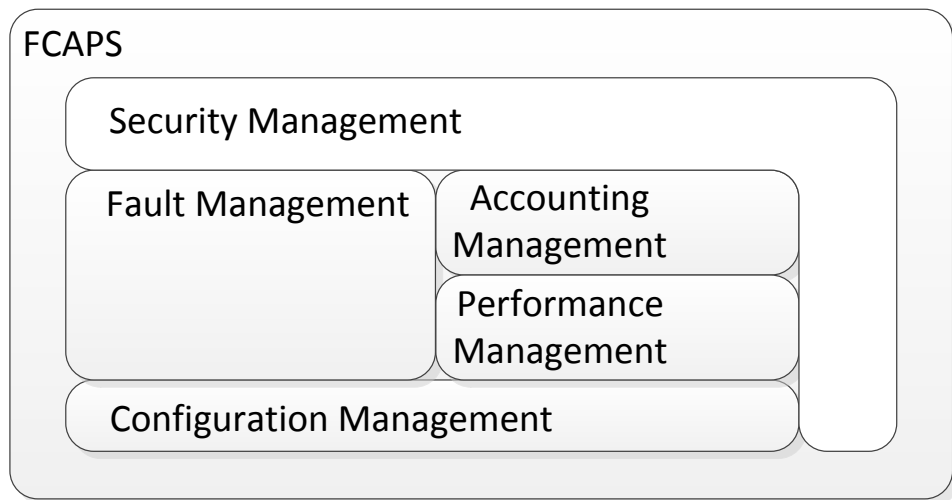 FCAPS
Security Management
Fault Management
Accounting
Management
Performance
Management
Configuration Management